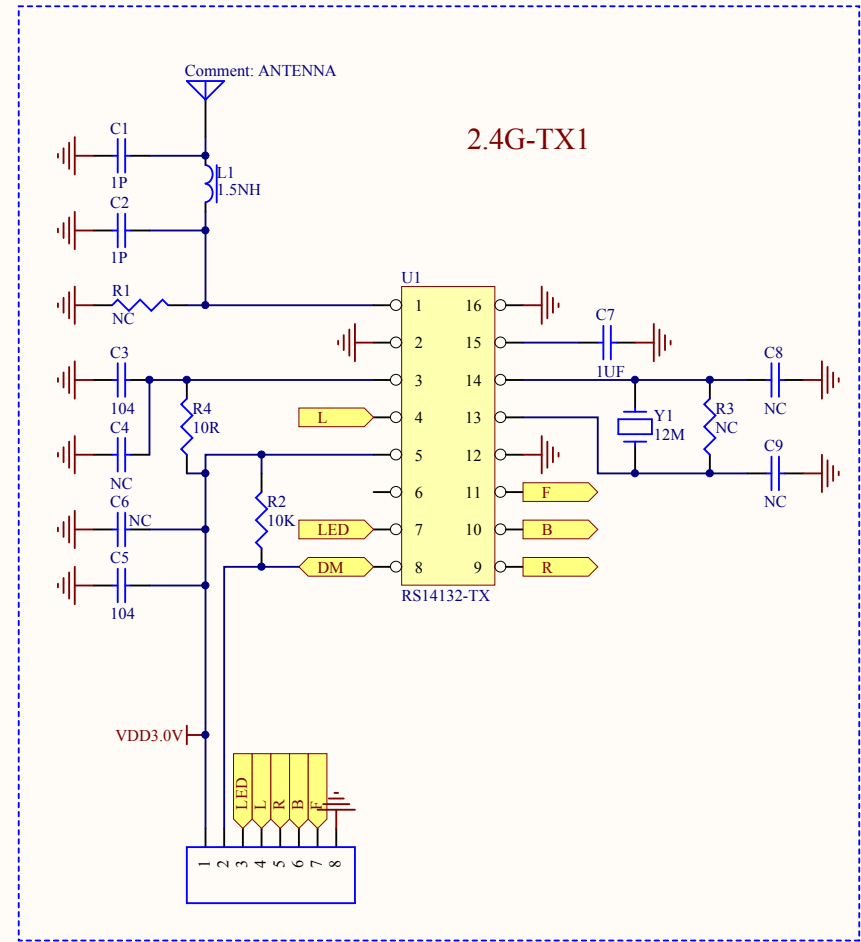 Comment: ANTENNA
2.4G-TX1
C1
1P
L1
1.5NH
C2
1P
R1
NC
U1
1
16
2
15
C7
1UF
C3
104
3
14
C8
NC
R4
10R
L
4
13
Y1
12M
R3
NC
C4
NC
5
12
C9
NC
C6
NC
R2
10K
6
11
F
LED
7
10
B
C5
104
DM
8
9
R
RS14132-TX
VDD3.0V
LED
L
R
B
F
1
2
3
4
5
6
7
8